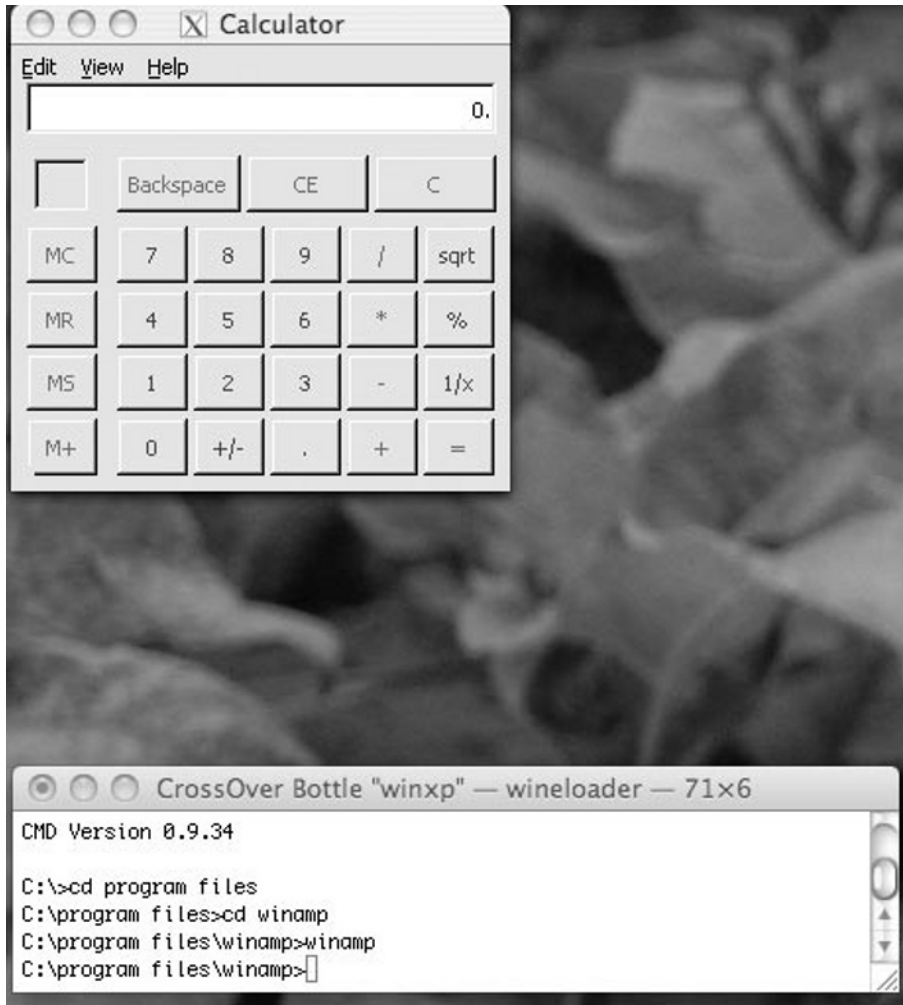 X Calculator
Edit View Help
0.
Backspace CE C
MC 7 8 9 / sqrt
MR 4 5 6 * %
MS 1 2 3 - 1/x
M+ 0 +/- . + =
CrossOver Bottle "winxp" — wineloader — 71×6
CMD Version 0.9.34
C:\>cd program files
C:\program files>cd winamp
C:\program files\winamp>winamp
C:\program files\winamp>